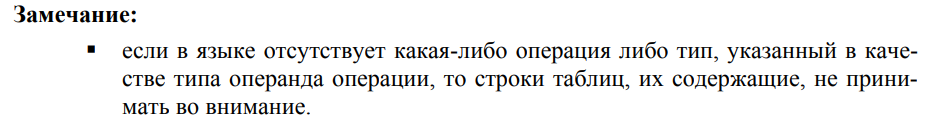 Замечание:
▪ если в языке отсутствует какая-либо операция либо тип, указанный в каче-
стве типа операнда операции, то строки таблиц, их содержащие, не прини-
мать во внимание.